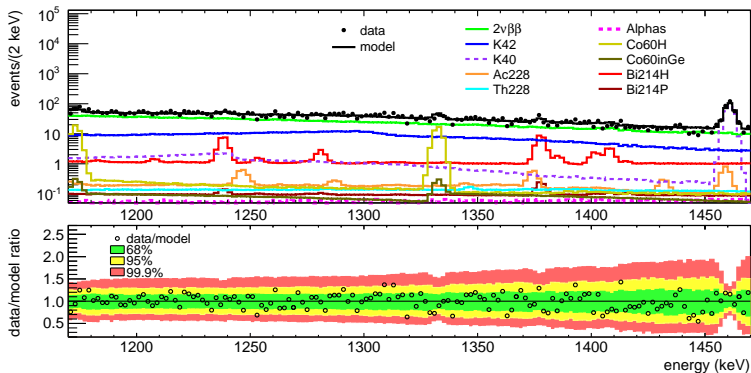 events/(2 keV)
10⁵
10⁴
10³
10²
10
1
10⁻¹
data
model
2νββ
K42
K40
Ac228
Th228
Alphas
Co60H
Co60inGe
Bi214H
Bi214P
1200 1250 1300 1350 1400 1450
data/model ratio
2.5
2.0
1.5
1.0
0.5
data/model
68%
95%
99.9%
1200 1250 1300 1350 1400 1450
energy (keV)